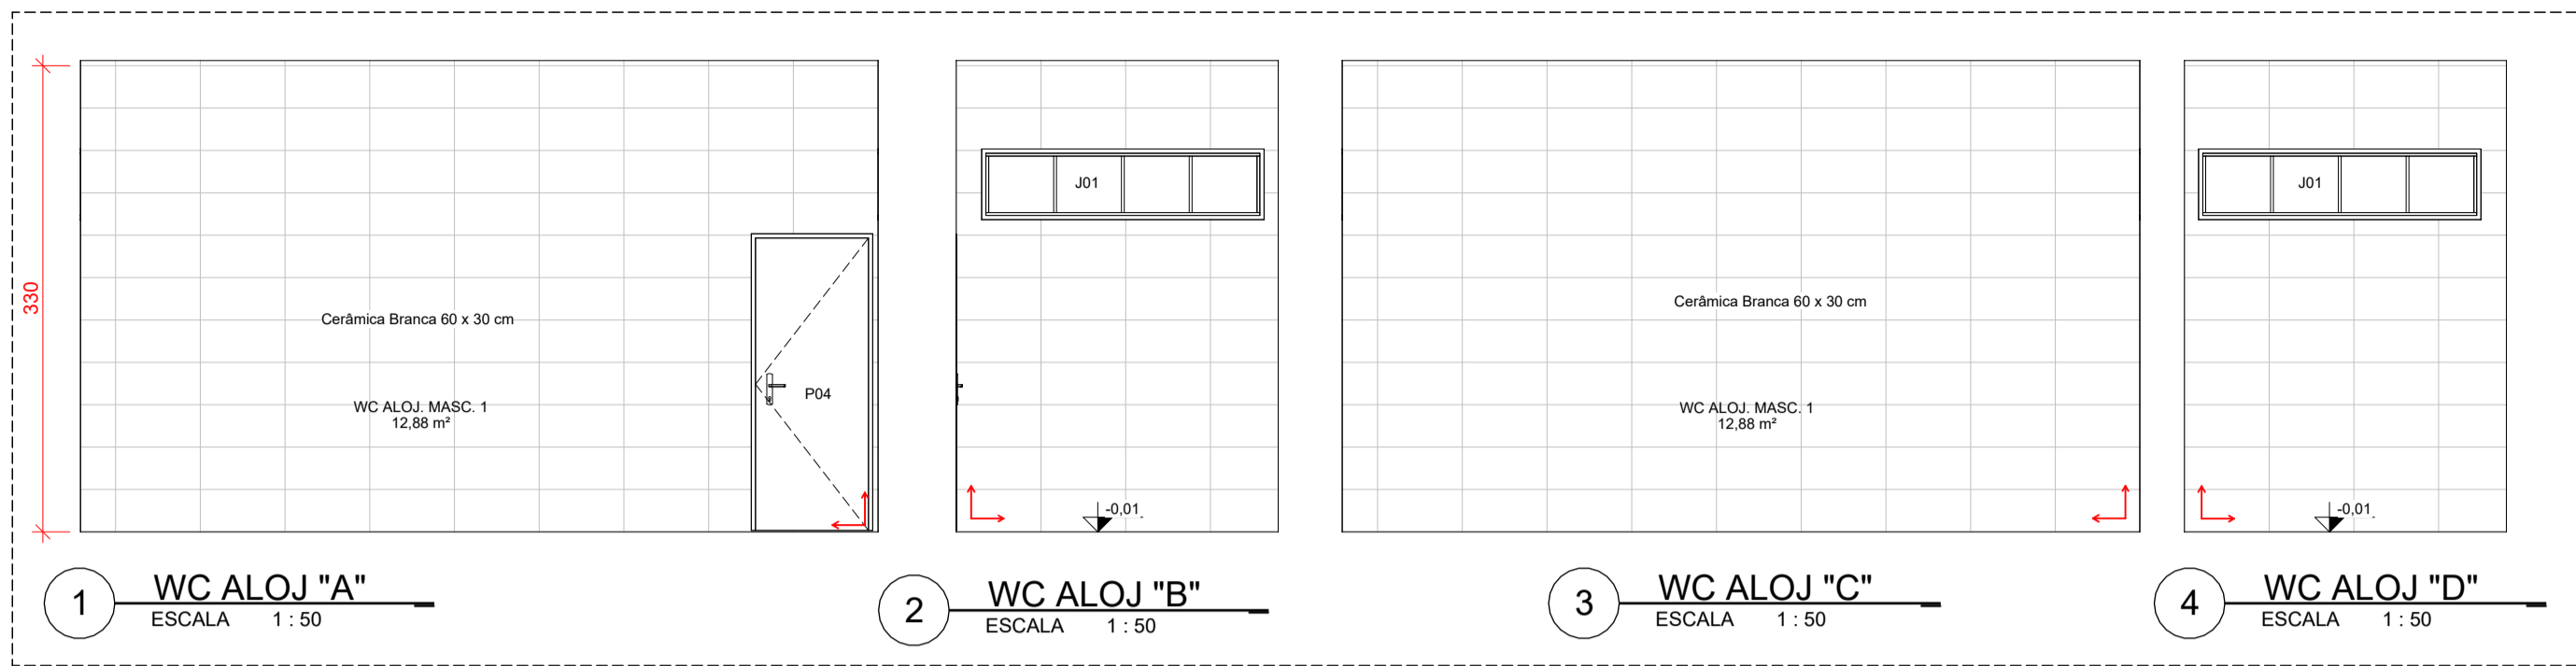 330
Cerâmica Branca 60 x 30 cm
WC ALOJ. MASC. 1
12,88 m²
P04
J01
-0,01
Cerâmica Branca 60 x 30 cm
WC ALOJ. MASC. 1
12,88 m²
J01
-0,01
1
WC ALOJ "A"
ESCALA 1 : 50
2
WC ALOJ "B"
ESCALA 1 : 50
3
WC ALOJ "C"
ESCALA 1 : 50
4
WC ALOJ "D"
ESCALA 1 : 50